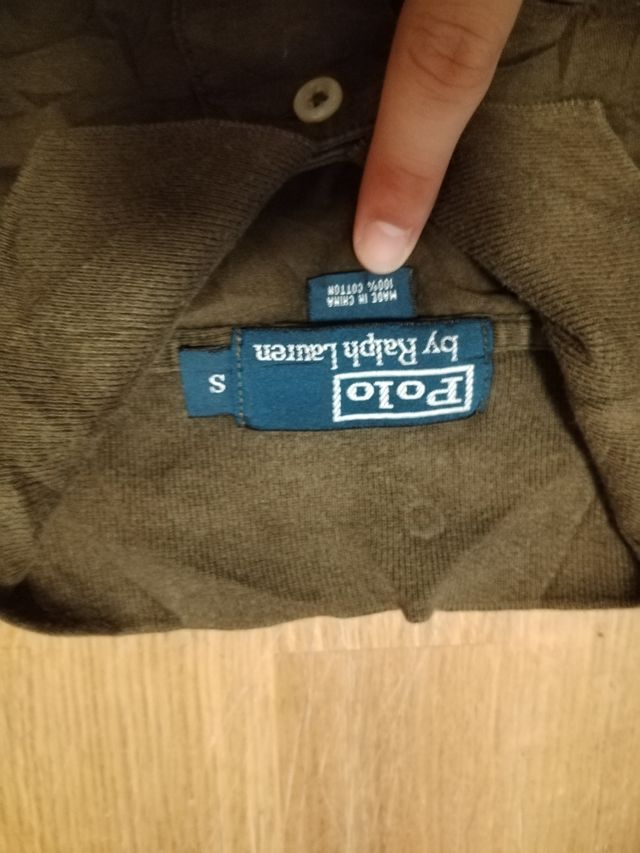 Polo
by Ralph Lauren
S
MADE IN CHINA
100% COTTON